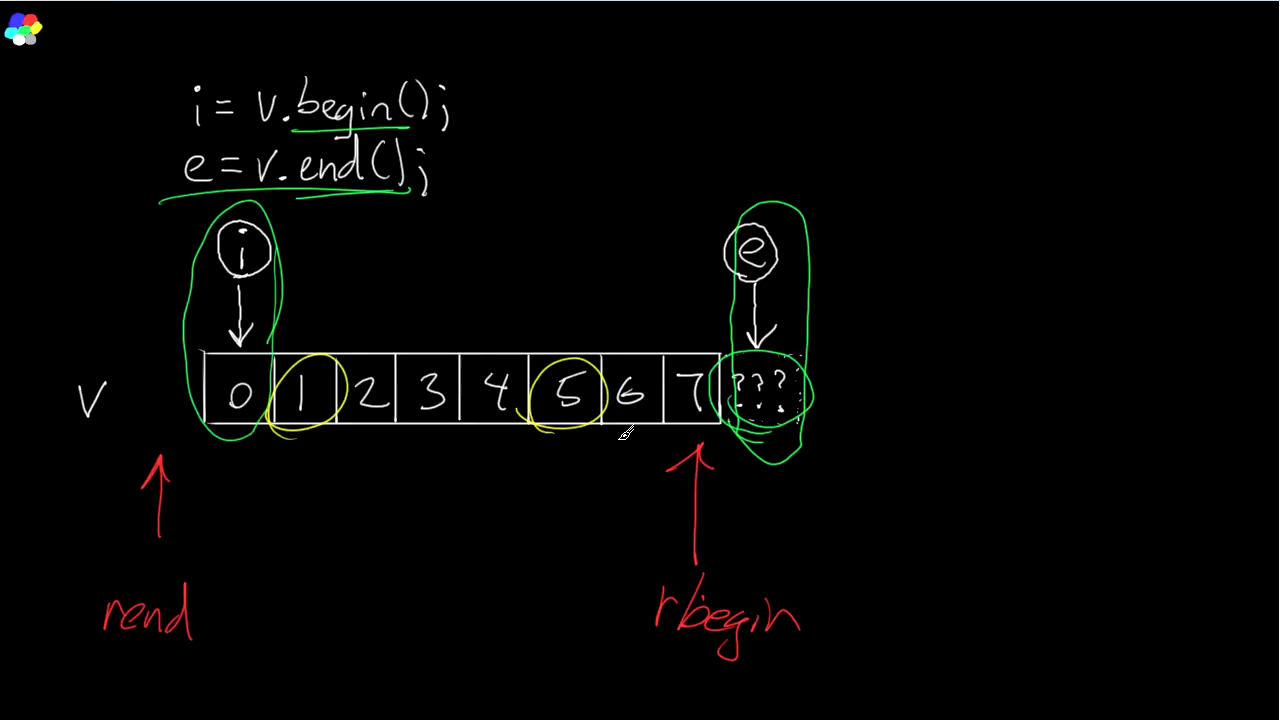 i = v.begin();
e = v.end();
i e
v 0 1 2 3 4 5 6 7 ???
rend rbegin